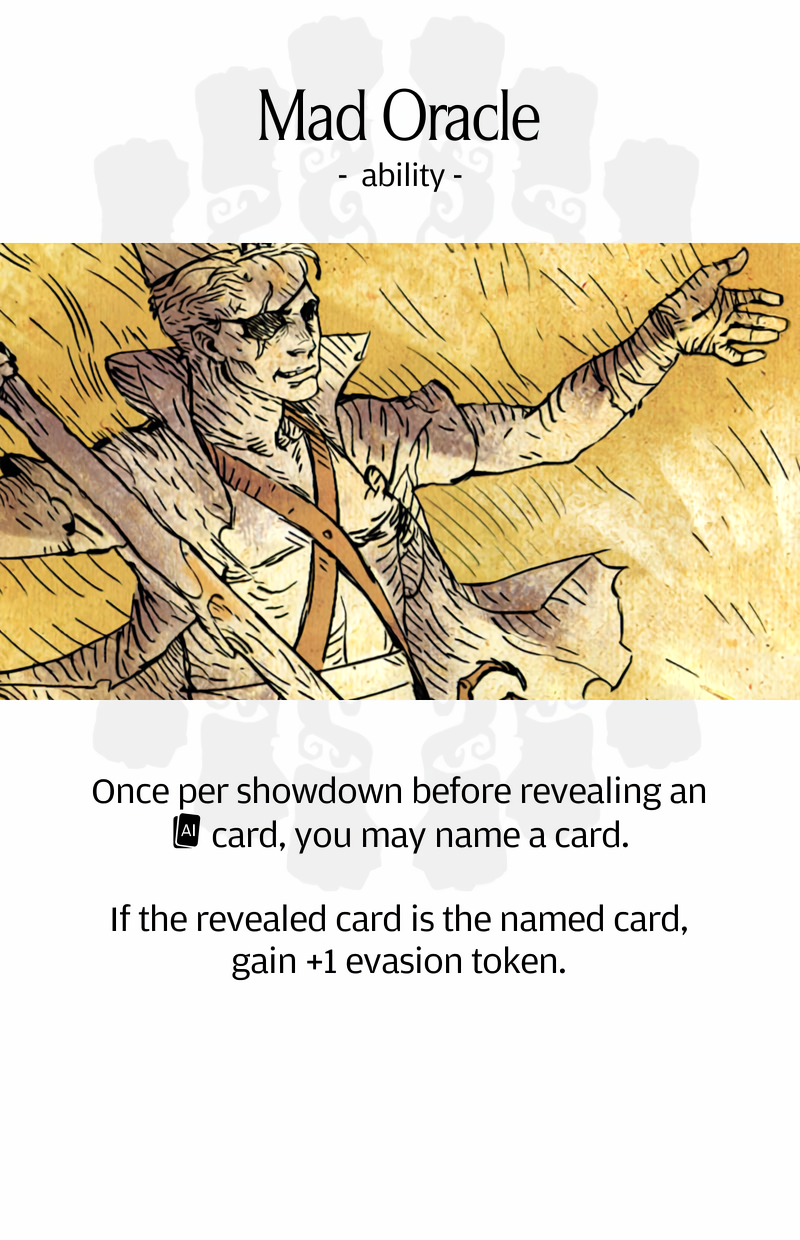 Mad Oracle
- ability -
Once per showdown before revealing an
AI card, you may name a card.
If the revealed card is the named card,
gain +1 evasion token.